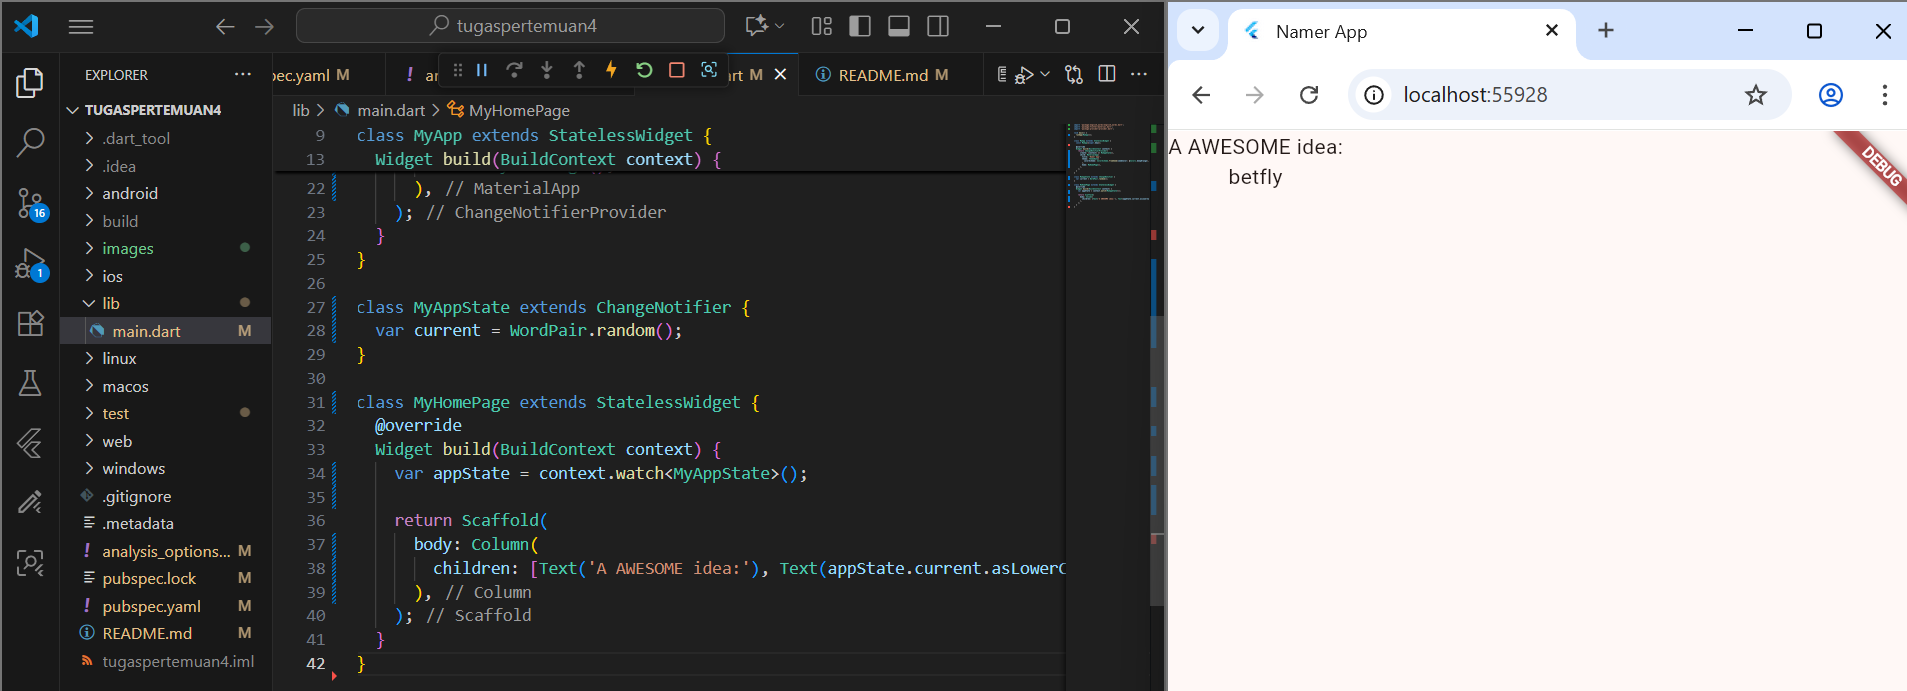 tugaspertemuan4
EXPLORER
TUGASPERTEMUAN4
.dart_tool
.idea
android
build
images
ios
lib
main.dart M
linux
macos
test
web
windows
.gitignore
.metadata
analysis_options... M
pubspec.lock M
pubspec.yaml M
README.md M
tugaspertemuan4.iml
16
1
pec.yaml M
! ar
rt M
README.md M
lib > main.dart > MyHomePage
9 class MyApp extends StatelessWidget {
13 Widget build(BuildContext context) {
22 ), // MaterialApp
23 ); // ChangeNotifierProvider
24 }
25 }
26
27 class MyAppState extends ChangeNotifier {
28 var current = WordPair.random();
29 }
30
31 class MyHomePage extends StatelessWidget {
32 @override
33 Widget build(BuildContext context) {
34 var appState = context.watch<MyAppState>();
35
36 return Scaffold(
37 body: Column(
38 children: [Text('A AWESOME idea:'), Text(appState.current.asLowerC
39 ), // Column
40 ); // Scaffold
41 }
42 }
Namer App
localhost:55928
A AWESOME idea:
betfly
DEBUG